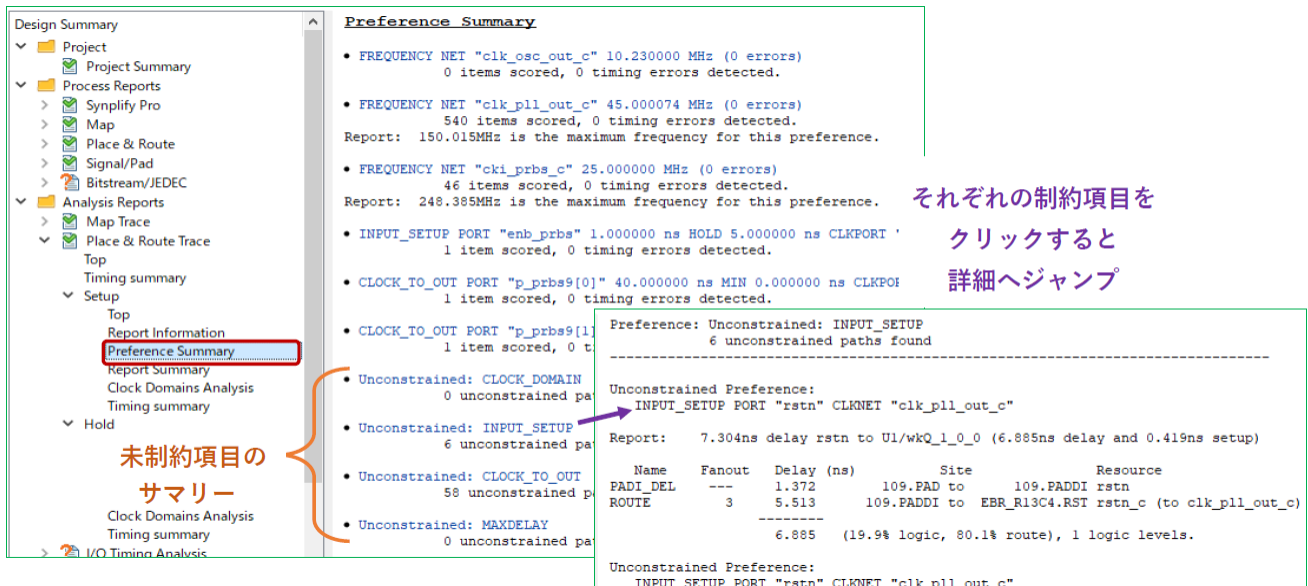 Design Summary
Project
Project Summary
Process Reports
Synplify Pro
Map
Place & Route
Signal/Pad
Bitstream/JEDEC
Analysis Reports
Map Trace
Place & Route Trace
Top
Timing summary
Setup
Top
Report Information
Preference Summary
Report Summary
Clock Domains Analysis
Timing summary
Hold
未制約項目の
サマリー
Clock Domains Analysis
Timing summary
I/O Timing Analysis
Preference Summary
• FREQUENCY NET "clk_osc_out_c" 10.230000 MHz (0 errors)
0 items scored, 0 timing errors detected.
• FREQUENCY NET "clk_pll_out_c" 45.000074 MHz (0 errors)
540 items scored, 0 timing errors detected.
Report: 150.015MHz is the maximum frequency for this preference.
• FREQUENCY NET "cki_prbs_c" 25.000000 MHz (0 errors)
46 items scored, 0 timing errors detected.
Report: 248.385MHz is the maximum frequency for this preference.
• INPUT_SETUP PORT "enb_prbs" 1.000000 ns HOLD 5.000000 ns CLKPORT "
1 item scored, 0 timing errors detected.
• CLOCK_TO_OUT PORT "p_prbs9[0]" 40.000000 ns MIN 0.000000 ns CLKPO
1 item scored, 0 timing errors detected.
• CLOCK_TO_OUT PORT "p_prbs9[1]
1 item scored, 0 t
• Unconstrained: CLOCK_DOMAIN
0 unconstrained pa
• Unconstrained: INPUT_SETUP
6 unconstrained pa
• Unconstrained: CLOCK_TO_OUT
58 unconstrained p
• Unconstrained: MAXDELAY
0 unconstrained pa
それぞれの制約項目を
クリックすると
詳細へジャンプ
Preference: Unconstrained: INPUT_SETUP
6 unconstrained paths found
--------------------------------------------------------------------------------
Unconstrained Preference:
INPUT_SETUP PORT "rstn" CLKNET "clk_pll_out_c"
Report: 7.304ns delay rstn to U1/wkQ_1_0_0 (6.885ns delay and 0.419ns setup)
Name Fanout Delay (ns) Site Resource
PADI_DEL --- 1.372 109.PAD to 109.PADDI rstn
ROUTE 3 5.513 109.PADDI to EBR_R13C4.RST rstn_c (to clk_pll_out_c)
--------
6.885 (19.9% logic, 80.1% route), 1 logic levels.
Unconstrained Preference:
INPUT_SETUP PORT "rstn" CLKNET "clk_pll_out_c"